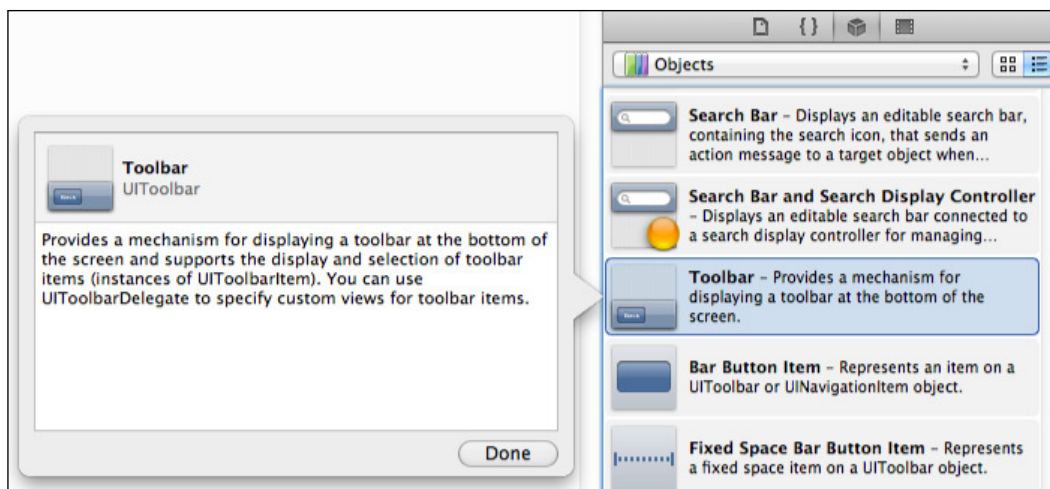 Toolbar
UIToolbar
Provides a mechanism for displaying a toolbar at the bottom of
the screen and supports the display and selection of toolbar
items (instances of UIToolbarItem). You can use
UIToolbarDelegate to specify custom views for toolbar items.
Done
{ }
Objects
Search Bar – Displays an editable search bar,
containing the search icon, that sends an
action message to a target object when...
Search Bar and Search Display Controller
– Displays an editable search bar connected to
a search display controller for managing...
Toolbar – Provides a mechanism for
displaying a toolbar at the bottom of the
screen.
Bar Button Item – Represents an item on a
UIToolbar or UINavigationItem object.
Fixed Space Bar Button Item – Represents
a fixed space item on a UIToolbar object.